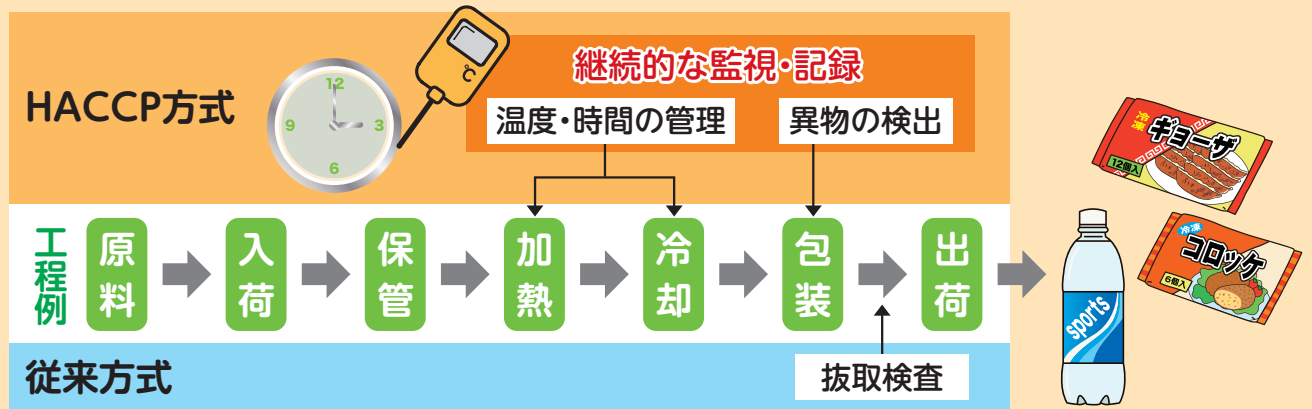 継続的な監視・記録
HACCP方式
温度・時間の管理
異物の検出
12
9
3
6
℃
工程例
原料
入荷
保管
加熱
冷却
包装
出荷
従来方式
抜取検査
冷凍
ギョーザ
12個入
冷凍
コロッケ
6個入
sports